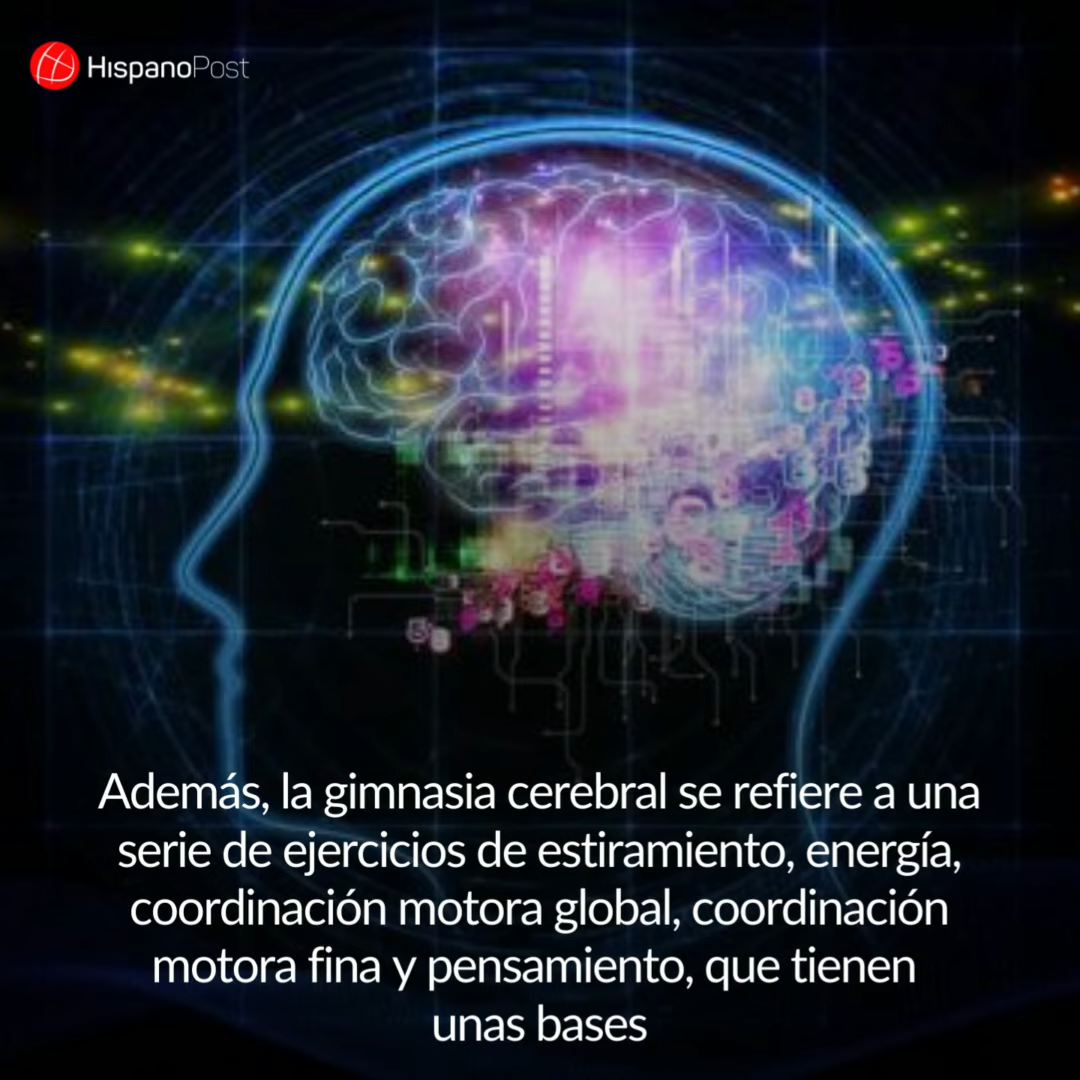 HispanoPost
Además, la gimnasia cerebral se refiere a una
serie de ejercicios de estiramiento, energía,
coordinación motora global, coordinación
motora fina y pensamiento, que tienen
unas bases